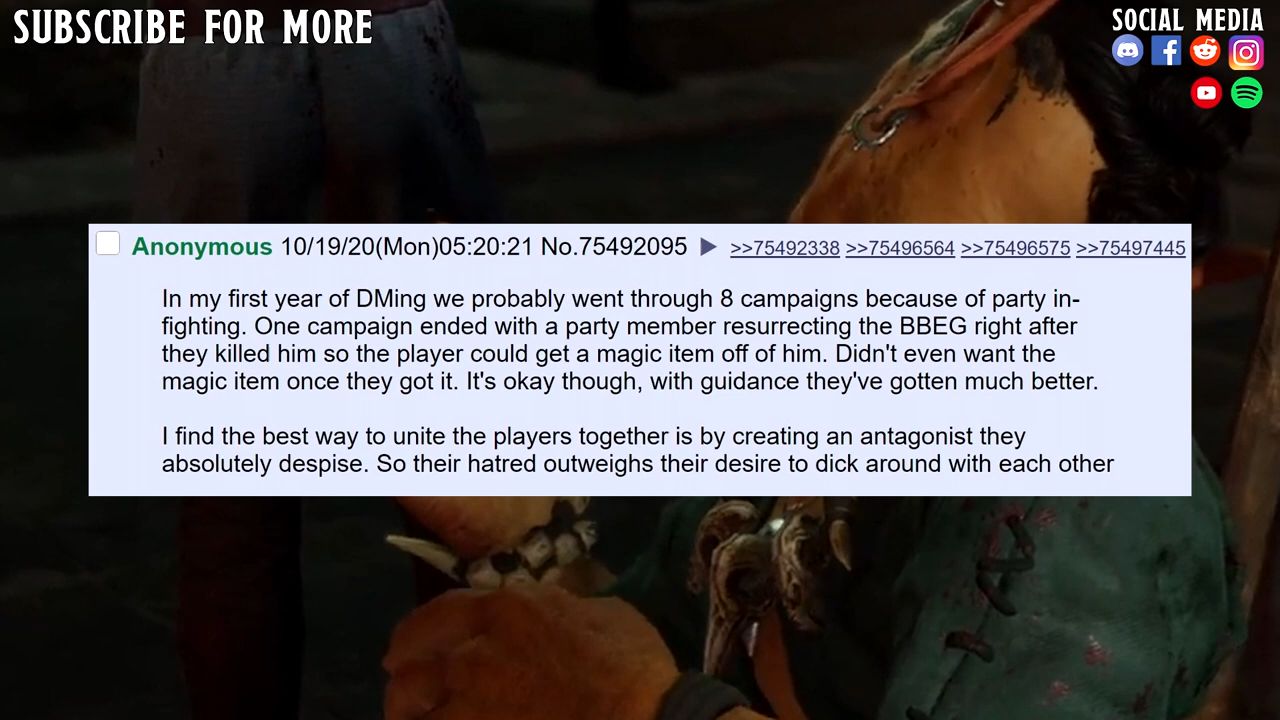 SUBSCRIBE FOR MORE
SOCIAL MEDIA
Anonymous 10/19/20(Mon)05:20:21 No.75492095 ▶ >>75492338 >>75496564 >>75496575 >>75497445
In my first year of DMing we probably went through 8 campaigns because of party in-
fighting. One campaign ended with a party member resurrecting the BBEG right after
they killed him so the player could get a magic item off of him. Didn't even want the
magic item once they got it. It's okay though, with guidance they've gotten much better.
I find the best way to unite the players together is by creating an antagonist they
absolutely despise. So their hatred outweighs their desire to dick around with each other